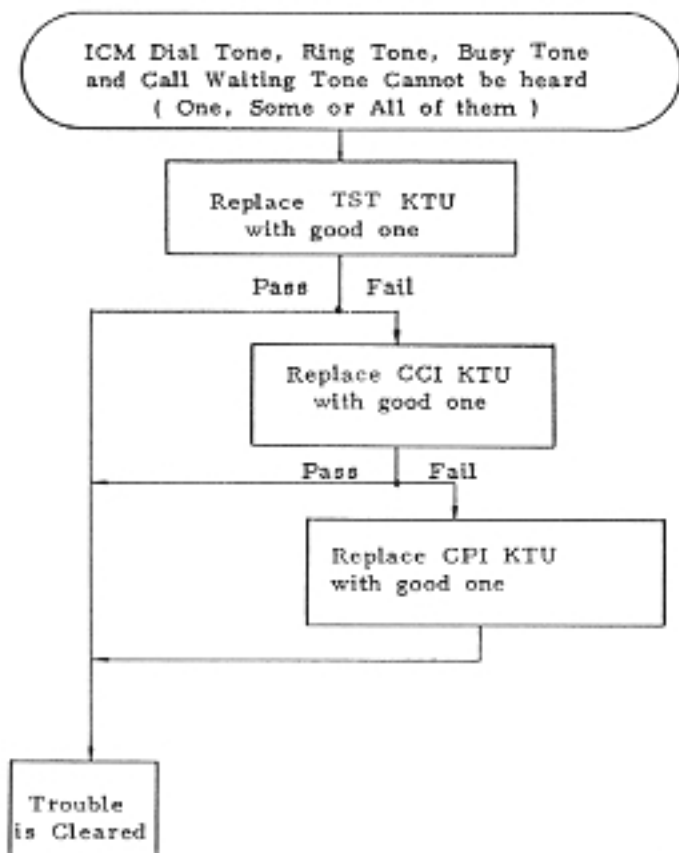 ICM Dial Tone, Ring Tone, Busy Tone
and Call Waiting Tone Cannot be heard
( One, Some or All of them )
Replace TST KTU
with good one
Pass Fail
Replace CCI KTU
with good one
Pass Fail
Replace CPI KTU
with good one
Trouble
is Cleared